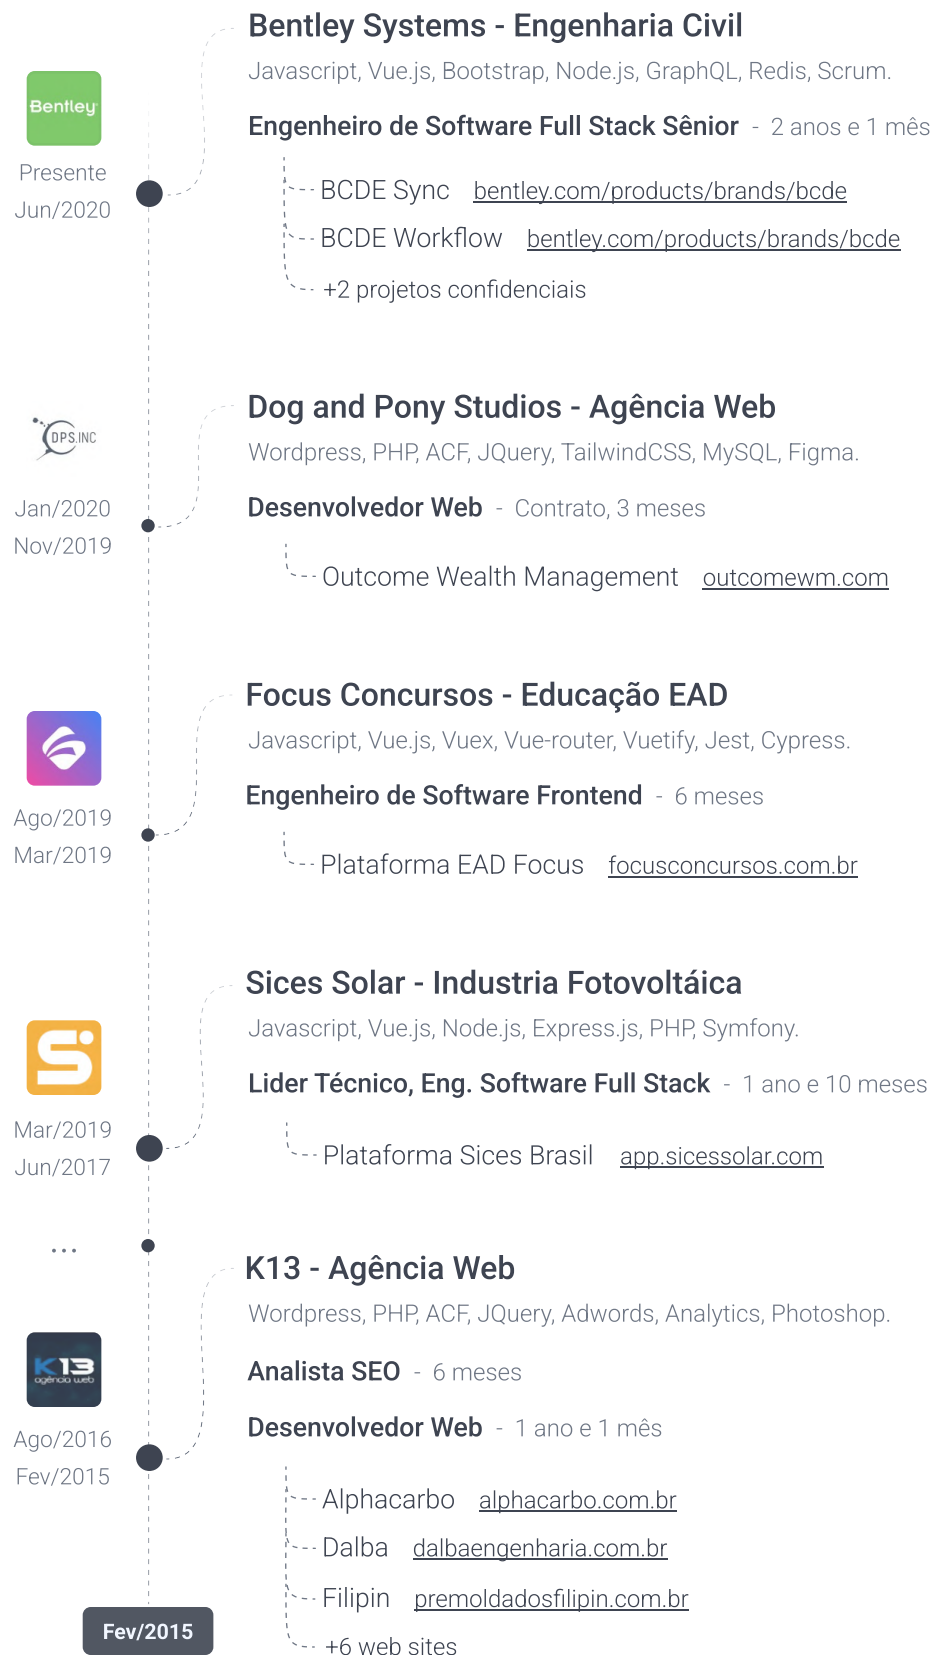 Bentley Systems - Engenharia Civil
Javascript, Vue.js, Bootstrap, Node.js, GraphQL, Redis, Scrum.
Bentley
Engenheiro de Software Full Stack Sênior - 2 anos e 1 mês
Presente
Jun/2020
BCDE Sync bentley.com/products/brands/bcde
BCDE Workflow bentley.com/products/brands/bcde
+2 projetos confidenciais
Dog and Pony Studios - Agência Web
DPS.INC
Wordpress, PHP, ACF, JQuery, TailwindCSS, MySQL, Figma.
Jan/2020
Nov/2019
Desenvolvedor Web - Contrato, 3 meses
Outcome Wealth Management outcomewm.com
Focus Concursos - Educação EAD
Javascript, Vue.js, Vuex, Vue-router, Vuetify, Jest, Cypress.
Ago/2019
Mar/2019
Engenheiro de Software Frontend - 6 meses
Plataforma EAD Focus focusconcursos.com.br
Sices Solar - Industria Fotovoltáica
Javascript, Vue.js, Node.js, Express.js, PHP, Symfony.
S
Lider Técnico, Eng. Software Full Stack - 1 ano e 10 meses
Mar/2019
Jun/2017
Plataforma Sices Brasil app.sicessolar.com
...
K13 - Agência Web
Wordpress, PHP, ACF, JQuery, Adwords, Analytics, Photoshop.
K13
agência web
Analista SEO - 6 meses
Ago/2016
Fev/2015
Desenvolvedor Web - 1 ano e 1 mês
Alphacarbo alphacarbo.com.br
Dalba dalbaengenharia.com.br
Filipin premoldadosfilipin.com.br
+6 web sites
Fev/2015